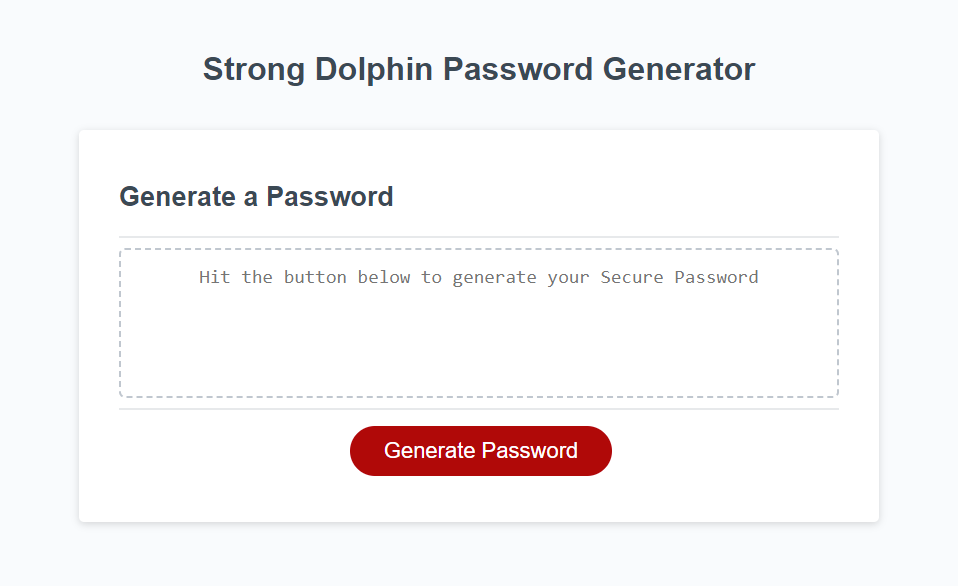 Strong Dolphin Password Generator
Generate a Password
Hit the button below to generate your Secure Password
Generate Password